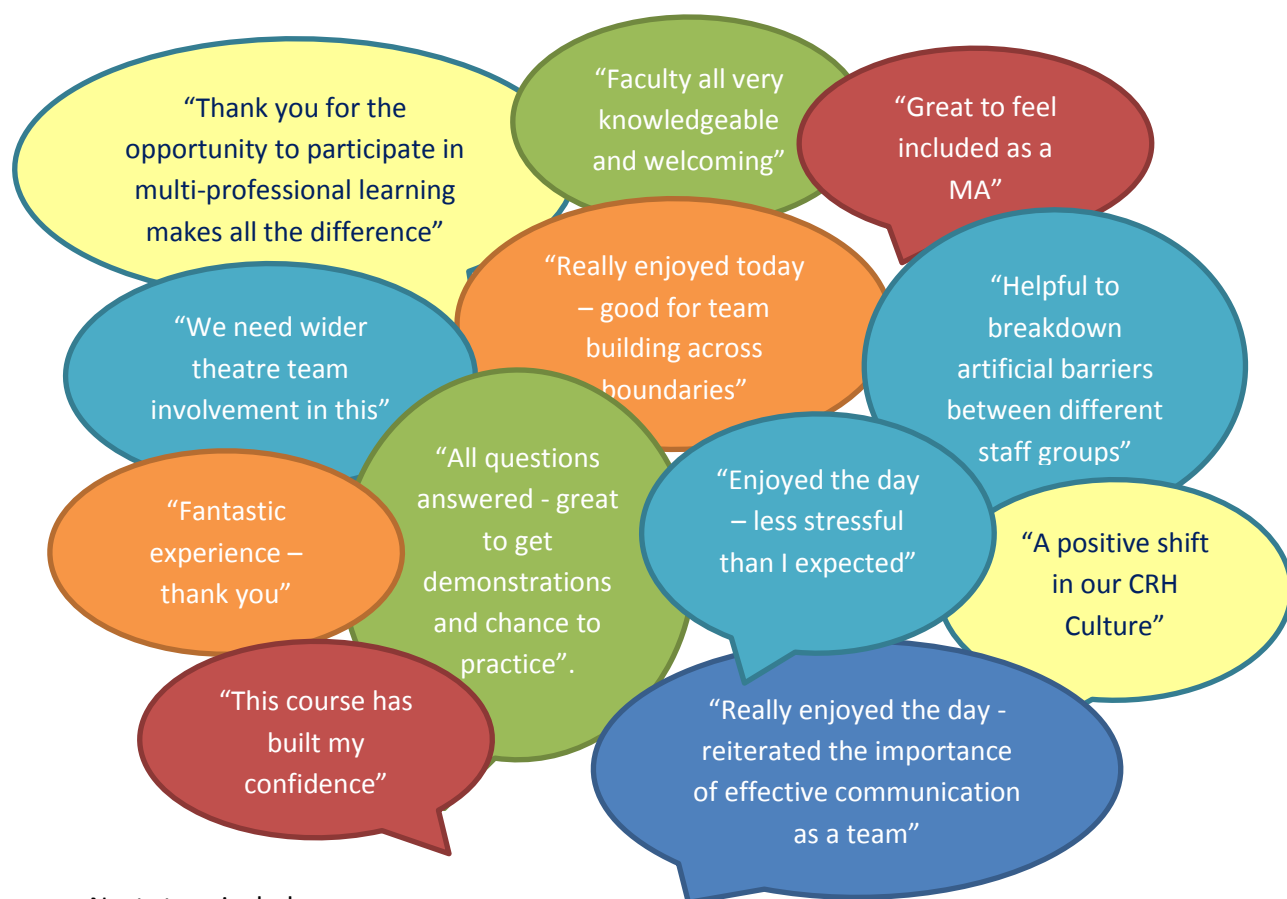 “Thank you for the
opportunity to participate in
multi-professional learning
makes all the difference”
“Faculty all very
knowledgeable
and welcoming”
“Great to feel
included as a
MA”
“Really enjoyed today
– good for team
building across
boundaries”
“Helpful to
breakdown
artificial barriers
between different
staff groups”
“We need wider
theatre team
involvement in this”
“All questions
answered - great
to get
demonstrations
and chance to
practice”.
“Enjoyed the day
– less stressful
than I expected”
“Fantastic
experience –
thank you”
“A positive shift
in our CRH
Culture”
“This course has
built my
confidence”
“Really enjoyed the day -
reiterated the importance
of effective communication
as a team”